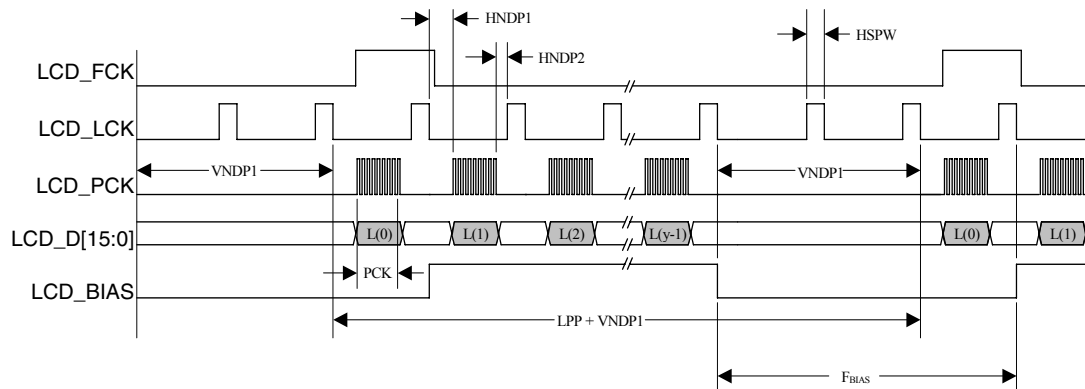 HNDP1
HSPW
HNDP2
LCD_FCK
LCD_LCK
VNDP1
VNDP1
LCD_PCK
LCD_D[15:0]
L(0)
L(1)
L(2)
L(y-1)
L(0)
L(1)
PCK
LCD_BIAS
LPP + VNDP1
FBIAS